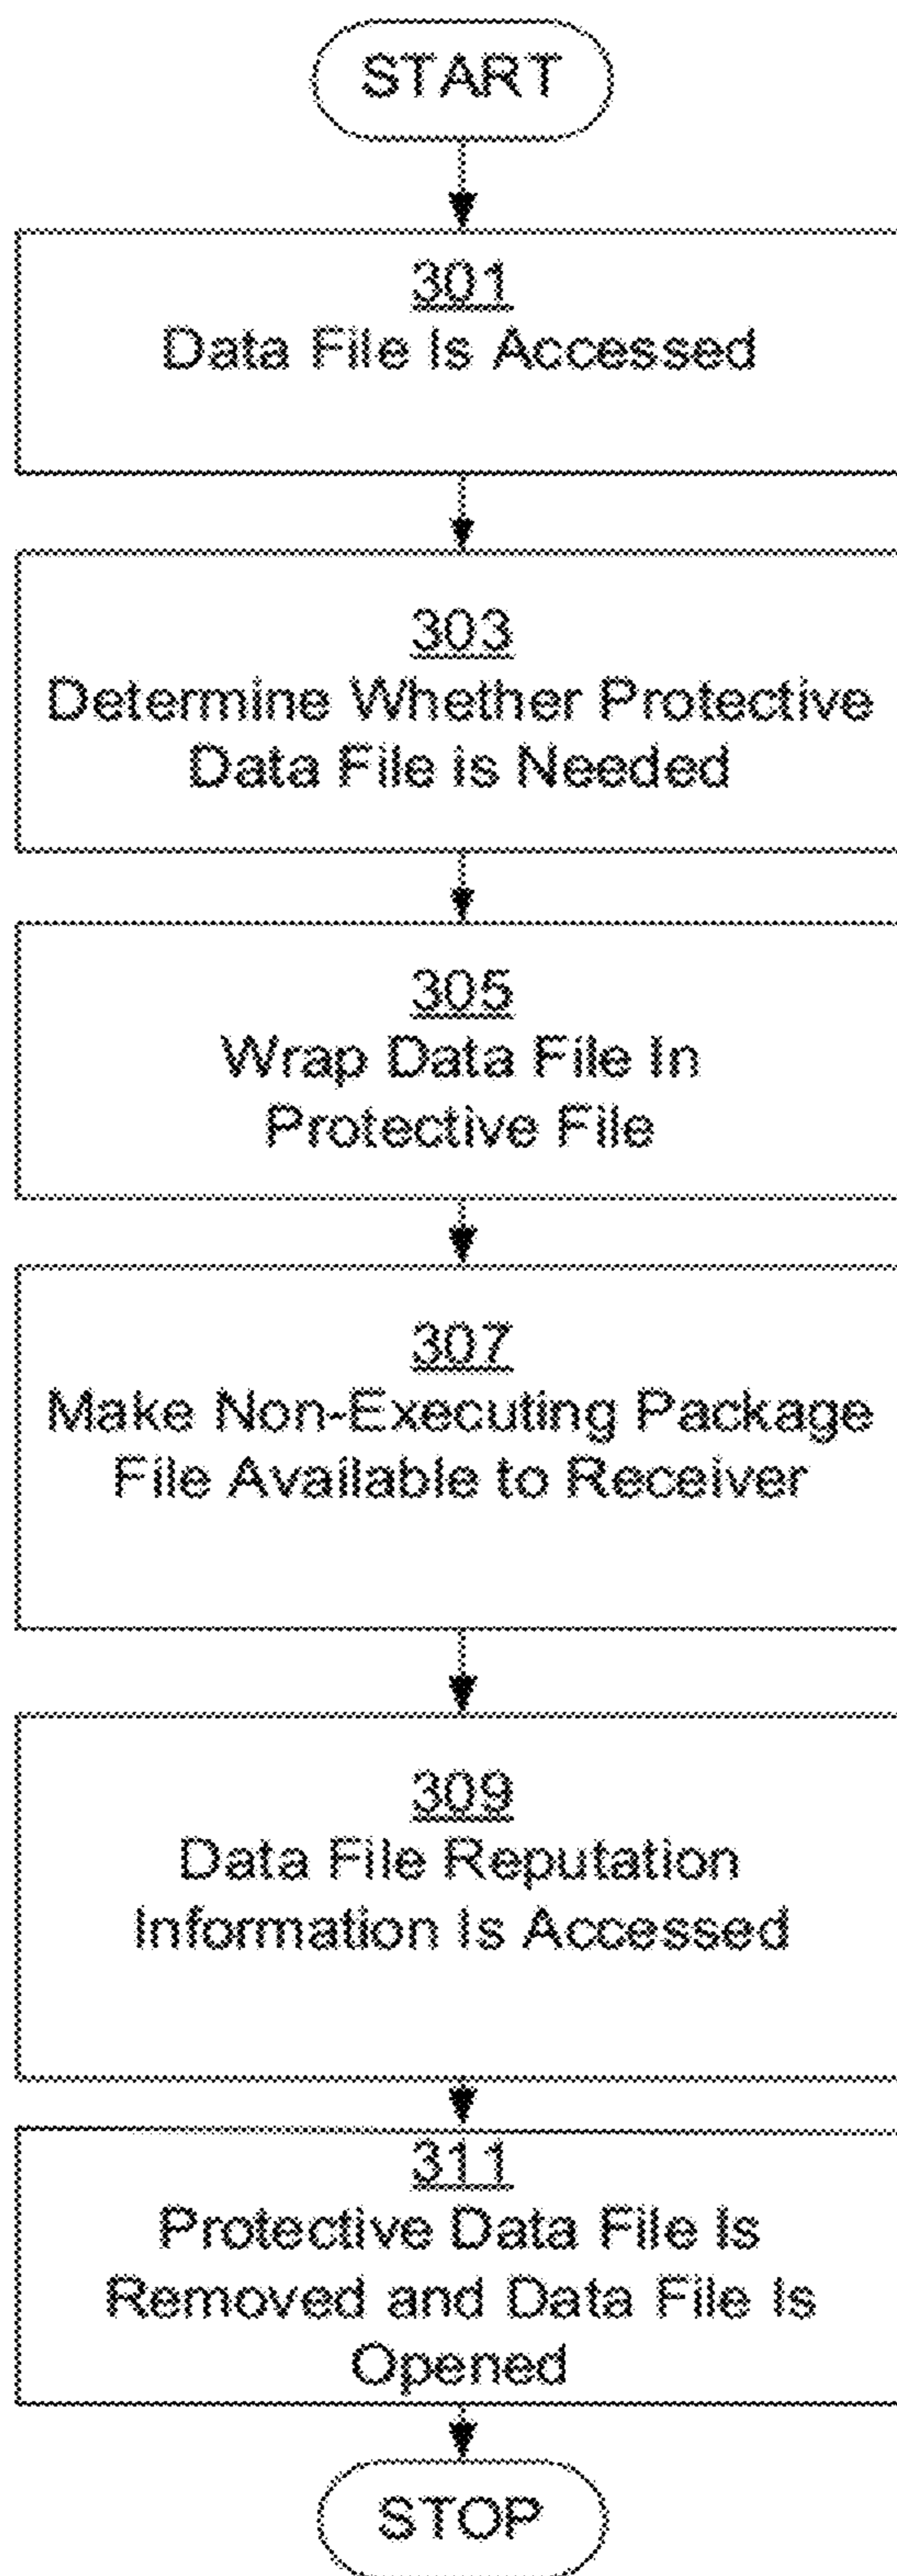 START
301
Data File Is Accessed
303
Determine Whether Protective
Data File is Needed
305
Wrap Data File In
Protective File
307
Make Non-Executing Package
File Available to Receiver
309
Data File Reputation
Information Is Accessed
311
Protective Data File Is
Removed and Data File Is
Opened
STOP